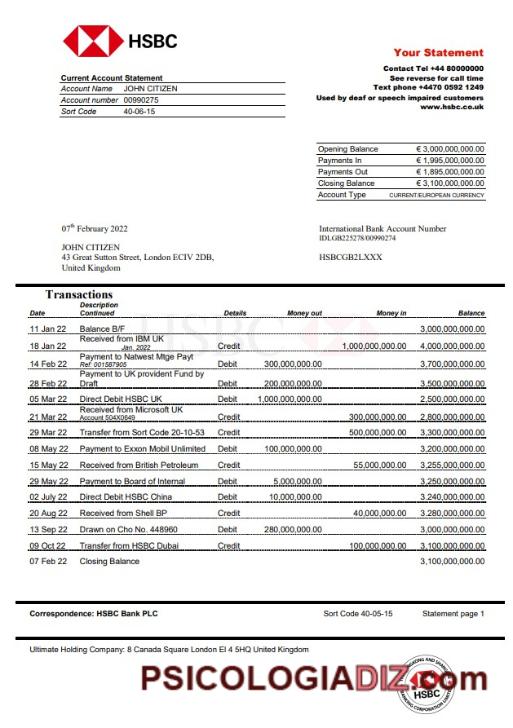 HSBC
Your Statement
Contact Tel +44 80000000
See reverse for call time
Text phone +4470 0592 1249
Used by deaf or speech impaired customers
www.hsbc.co.uk
Current Account Statement
Account Name JOHN CITIZEN
Account number 00990275
Sort Code 40-06-15
Opening Balance € 3,000,000,000.00
Payments In € 1,995,000,000.00
Payments Out € 1,895,000,000.00
Closing Balance € 3,100,000,000.00
Account Type CURRENT/EUROPEAN CURRENCY
07th February 2022
International Bank Account Number
IDLGB225278/00990274
JOHN CITIZEN
43 Great Sutton Street, London ECIV 2DB,
United Kingdom
HSBCGB2LXXX
Transactions
Date Description Continued Details Money out Money in Balance
11 Jan 22 Balance B/F 3,000,000,000.00
18 Jan 22 Received from IBM UK Jan, 2022 Credit 1,000,000,000.00 4,000,000,000.00
14 Feb 22 Payment to Natwest Mtge Payt Ref: 001587905 Debit 300,000,000.00 3,700,000,000.00
28 Feb 22 Payment to UK provident Fund by Draft Debit 200,000,000.00 3,500,000,000.00
05 Mar 22 Direct Debit HSBC UK Debit 1,000,000,000.00 2,500,000,000.00
21 Mar 22 Received from Microsoft UK Account 504X0649 Credit 300,000,000.00 2,800,000,000.00
29 Mar 22 Transfer from Sort Code 20-10-53 Credit 500,000,000.00 3,300,000,000.00
08 May 22 Payment to Exxon Mobil Unlimited Debit 100,000,000.00 3,200,000,000.00
15 May 22 Received from British Petroleum Credit 55,000,000.00 3,255,000,000.00
29 May 22 Payment to Board of Internal Debit 5,000,000.00 3,250,000,000.00
02 July 22 Direct Debit HSBC China Debit 10,000,000.00 3,240,000,000.00
20 Aug 22 Received from Shell BP Credit 40,000,000.00 3.280,000,000.00
13 Sep 22 Drawn on Cho No. 448960 Debit 280,000,000.00 3,000,000,000.00
09 Oct 22 Transfer from HSBC Dubai Credit 100,000,000.00 3,100,000,000.00
07 Feb 22 Closing Balance 3,100,000,000.00
Correspondence: HSBC Bank PLC Sort Code 40-05-15 Statement page 1
Ultimate Holding Company: 8 Canada Square London EI 4 5HQ United Kingdom
PSICOLOGIADIZ.com
HSBC